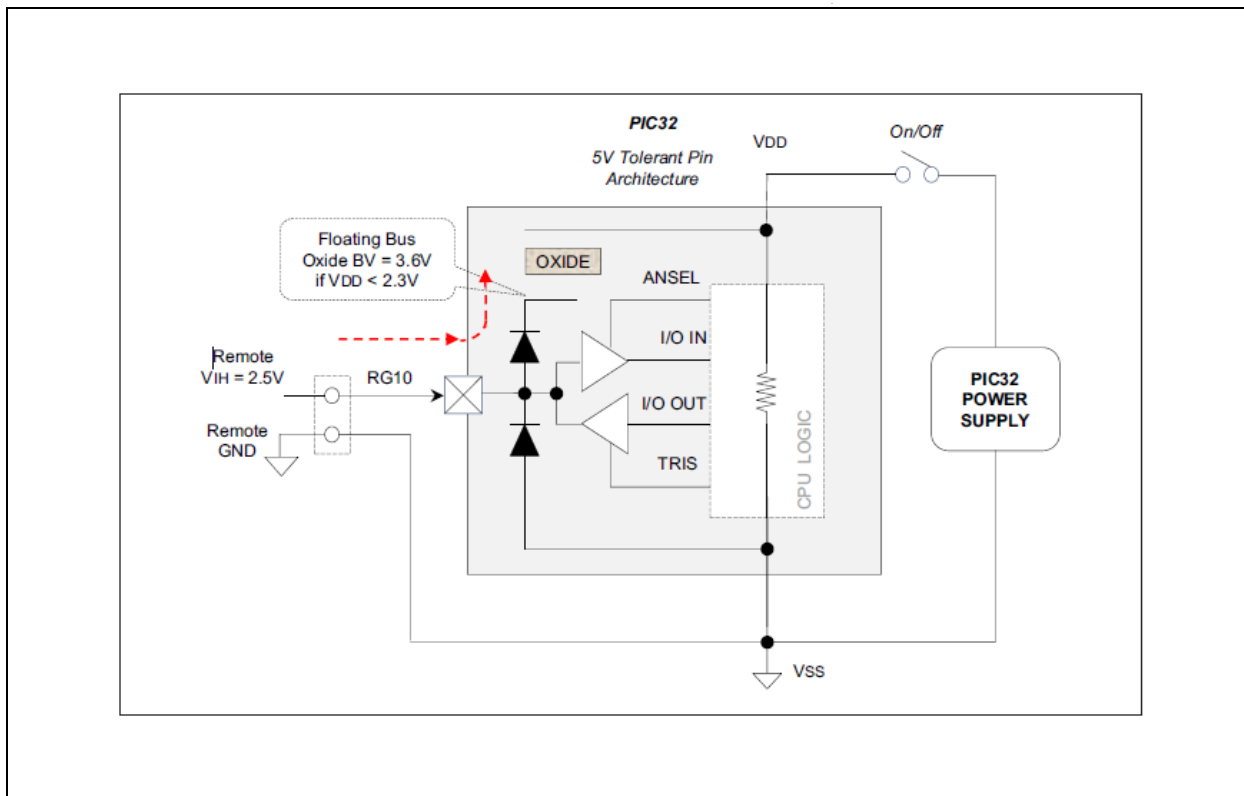 PIC32
5V Tolerant Pin
Architecture
VDD
On/Off
Floating Bus
Oxide BV = 3.6V
if VDD < 2.3V
OXIDE
ANSEL
I/O IN
Remote
VIH = 2.5V
RG10
I/O OUT
Remote
GND
TRIS
CPU LOGIC
PIC32
POWER
SUPPLY
VSS